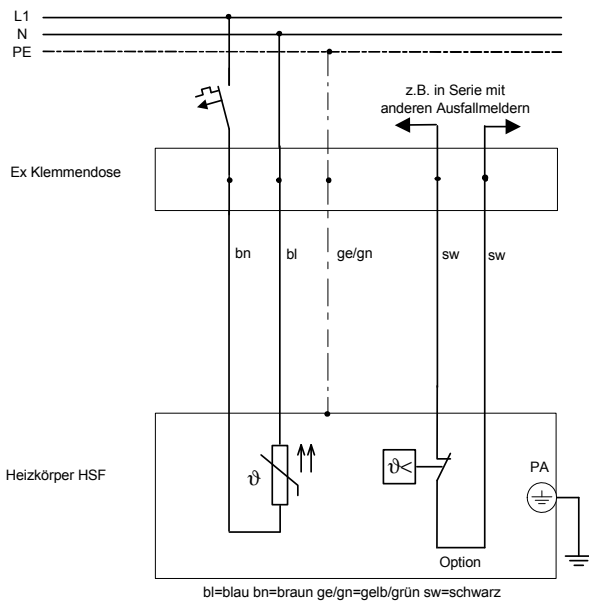 L1
N
PE
z.B. in Serie mit
anderen Ausfallmeldern
Ex Klemmendose
bn
bl
ge/gn
sw
sw
Heizkörper HSF
ϑ
ϑ<
PA
Option
bl=blau bn=braun ge/gn=gelb/grün sw=schwarz